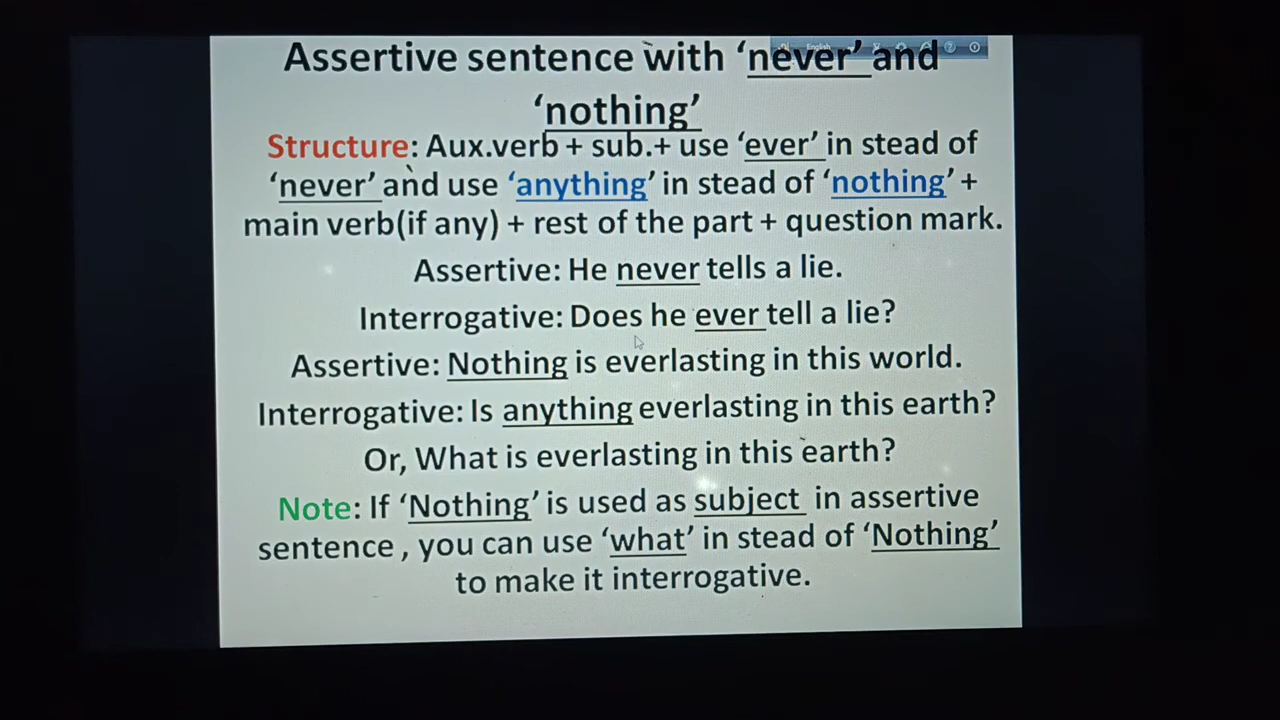 Assertive sentence with ‘never’ and
‘nothing’
Structure: Aux.verb + sub.+ use ‘ever’ in stead of
‘never’ and use ‘anything’ in stead of ‘nothing’ +
main verb(if any) + rest of the part + question mark.
Assertive: He never tells a lie.
Interrogative: Does he ever tell a lie?
Assertive: Nothing is everlasting in this world.
Interrogative: Is anything everlasting in this earth?
Or, What is everlasting in this earth?
Note: If ‘Nothing’ is used as subject in assertive
sentence , you can use ‘what’ in stead of ‘Nothing’
to make it interrogative.
English